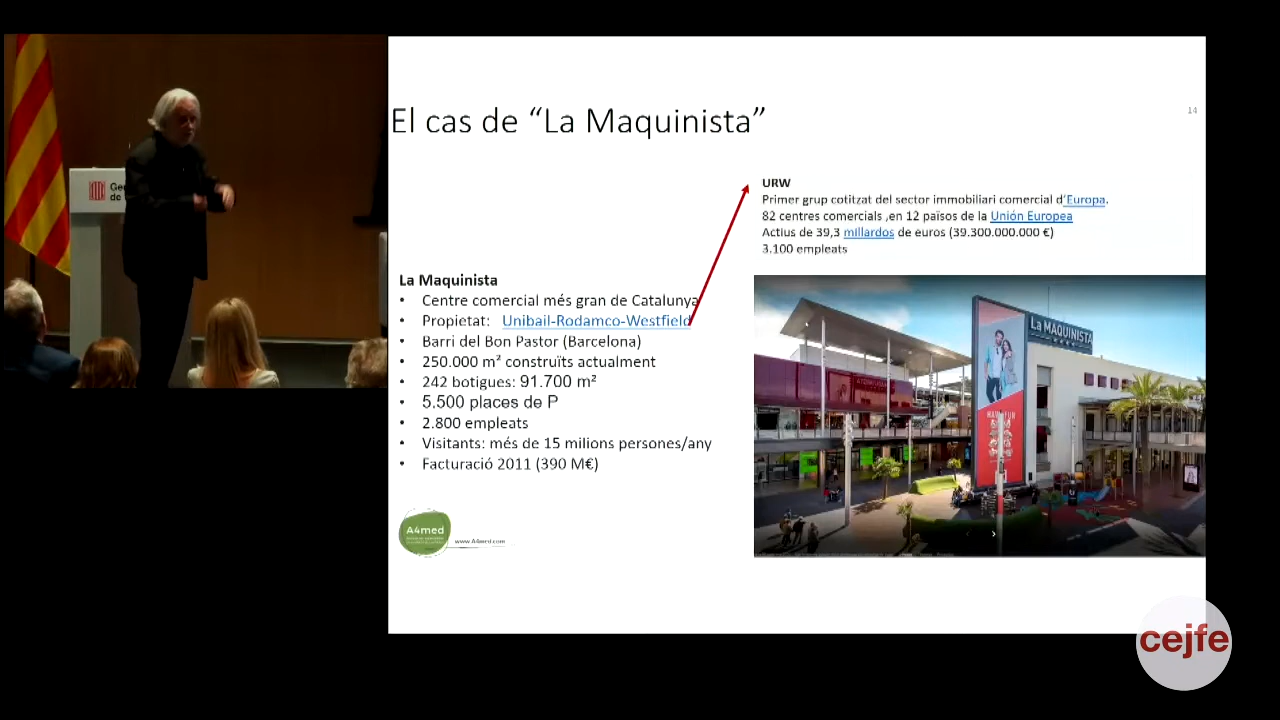 El cas de “La Maquinista”
14
URW
Primer grup cotitzat del sector immobiliari comercial d'Europa.
82 centres comercials ,en 12 països de la Unión Europea
Actius de 39,3 millardos de euros (39.300.000.000 €)
3.100 empleats
La Maquinista
• Centre comercial més gran de Catalunya
• Propietat: Unibail-Rodamco-Westfield
• Barri del Bon Pastor (Barcelona)
• 250.000 m² construïts actualment
• 242 botigues: 91.700 m²
• 5.500 places de P
• 2.800 empleats
• Visitants: més de 15 milions persones/any
• Facturació 2011 (390 M€)
A4med
www.A4med.com
La MAQUINISTA
cejfe